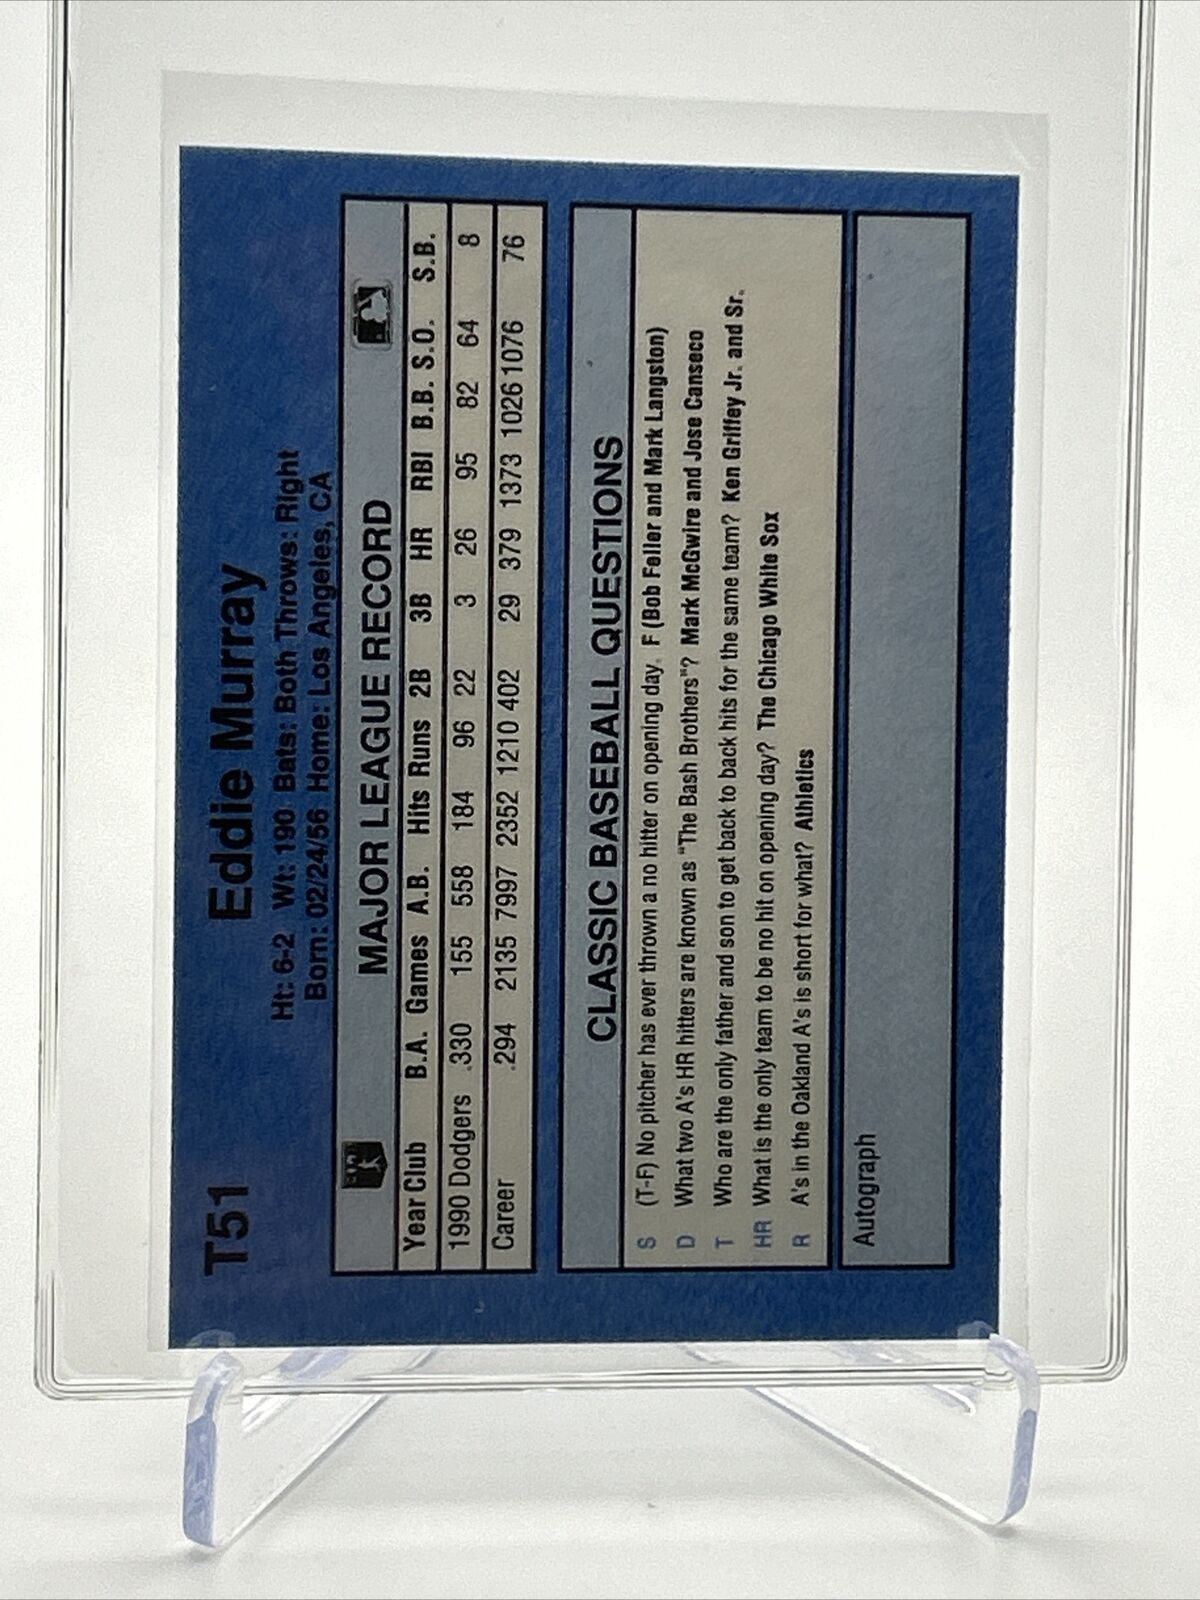 T51
Eddie Murray
Ht: 6-2 Wt: 190 Bats: Both Throws: Right
Born: 02/24/56 Home: Los Angeles, CA
MAJOR LEAGUE RECORD
Year Club B.A. Games A.B. Hits Runs 2B 3B HR RBI B.B. S.O. S.B.
1990 Dodgers .330 155 558 184 96 22 3 26 95 82 64 8
Career .294 2135 7997 2352 1210 402 29 379 1373 1026 1076 76
CLASSIC BASEBALL QUESTIONS
S (T-F) No pitcher has ever thrown a no hitter on opening day. F (Bob Feller and Mark Langston)
D What two A's HR hitters are known as "The Bash Brothers"? Mark McGwire and Jose Canseco
T Who are the only father and son to get back to back hits for the same team? Ken Griffey Jr. and Sr.
HR What is the only team to be no hit on opening day? The Chicago White Sox
R A's in the Oakland A's is short for what? Athletics
Autograph